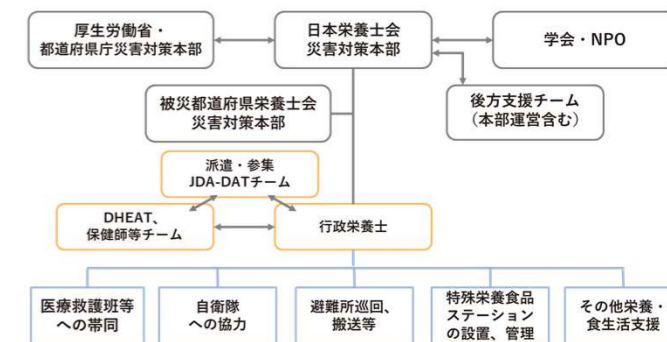 厚生労働省・
都道府県庁災害対策本部
日本栄養士会
災害対策本部
学会・NPO
被災都道府県栄養士会
災害対策本部
後方支援チーム
（本部運営含む）
派遣・参集
JDA-DATチーム
DHEAT、
保健師等チーム
行政栄養士
医療救護班等
への帯同
自衛隊
への協力
避難所巡回、
搬送等
特殊栄養食品
ステーション
の設置、管理
その他栄養・
食生活支援